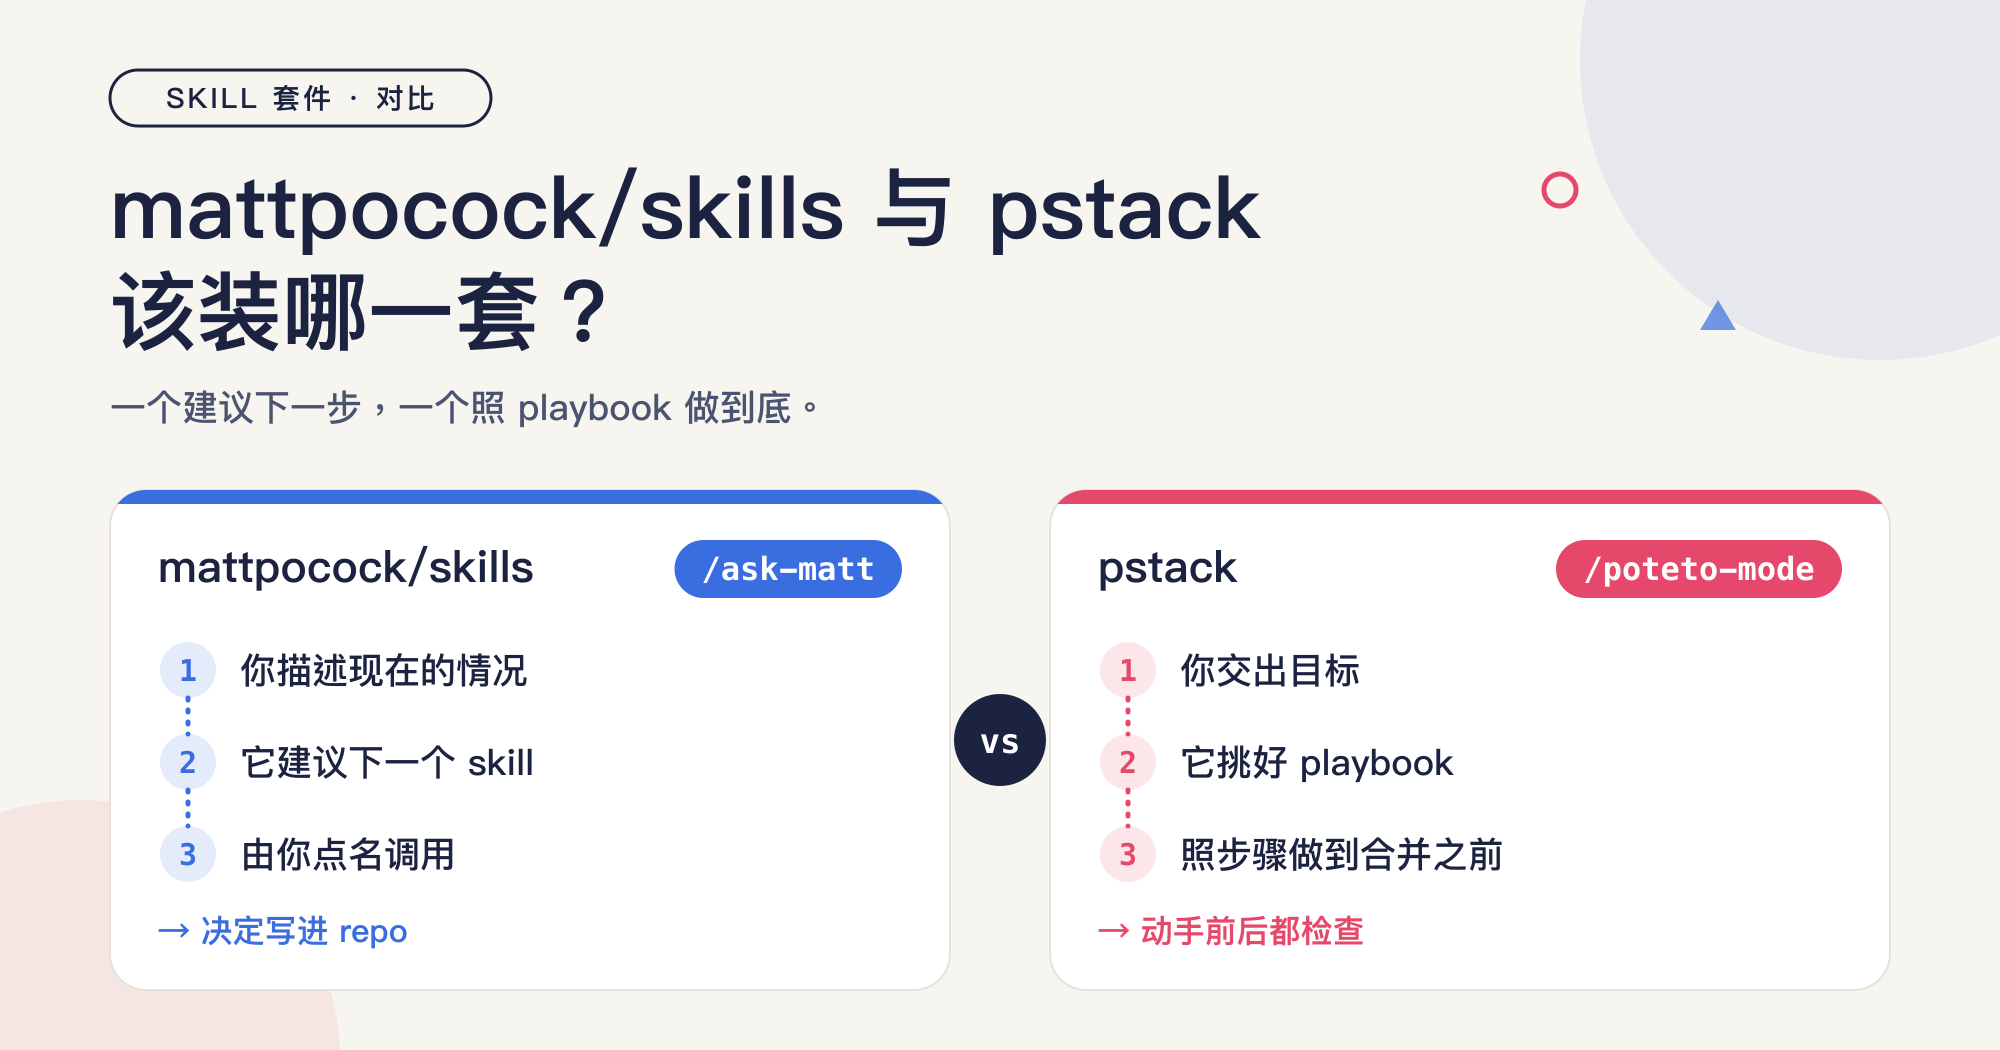 SKILL 套件 · 对比
mattpocock/skills 与 pstack
该装哪一套？
一个建议下一步，一个照 playbook 做到底。
mattpocock/skills
/ask-matt
1 你描述现在的情况
2 它建议下一个 skill
3 由你点名调用
→ 决定写进 repo
vs
pstack
/poteto-mode
1 你交出目标
2 它挑好 playbook
3 照步骤做到合并之前
→ 动手前后都检查